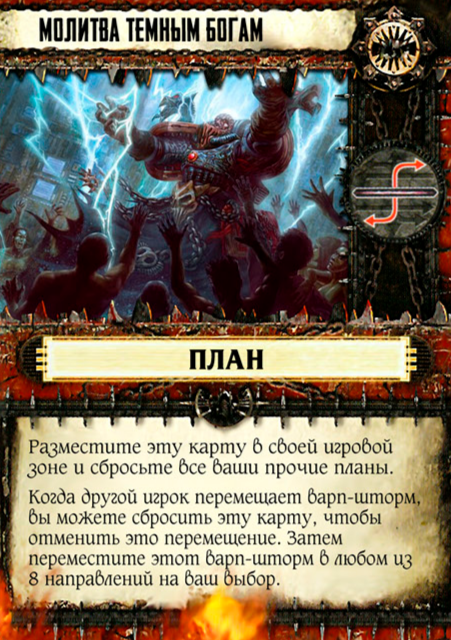 МОЛИТВА ТЕМНЫМ БОГАМ
ПЛАН
Разместите эту карту в своей игровой
зоне и сбросьте все ваши прочие планы.
Когда другой игрок перемещает варп-шторм,
вы можете сбросить эту карту, чтобы
отменить это перемещение. Затем
переместите этот варп-шторм в любом из
8 направлений на ваш выбор.